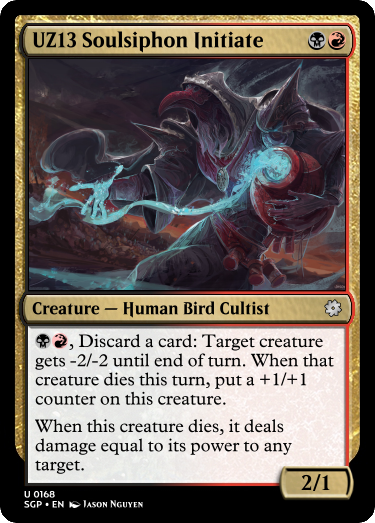 UZ13 Soulsiphon Initiate
Creature — Human Bird Cultist
, Discard a card: Target creature
gets -2/-2 until end of turn. When that
creature dies this turn, put a +1/+1
counter on this creature.
When this creature dies, it deals
damage equal to its power to any
target.
2/1
U 0168
SGP • EN Jason Nguyen